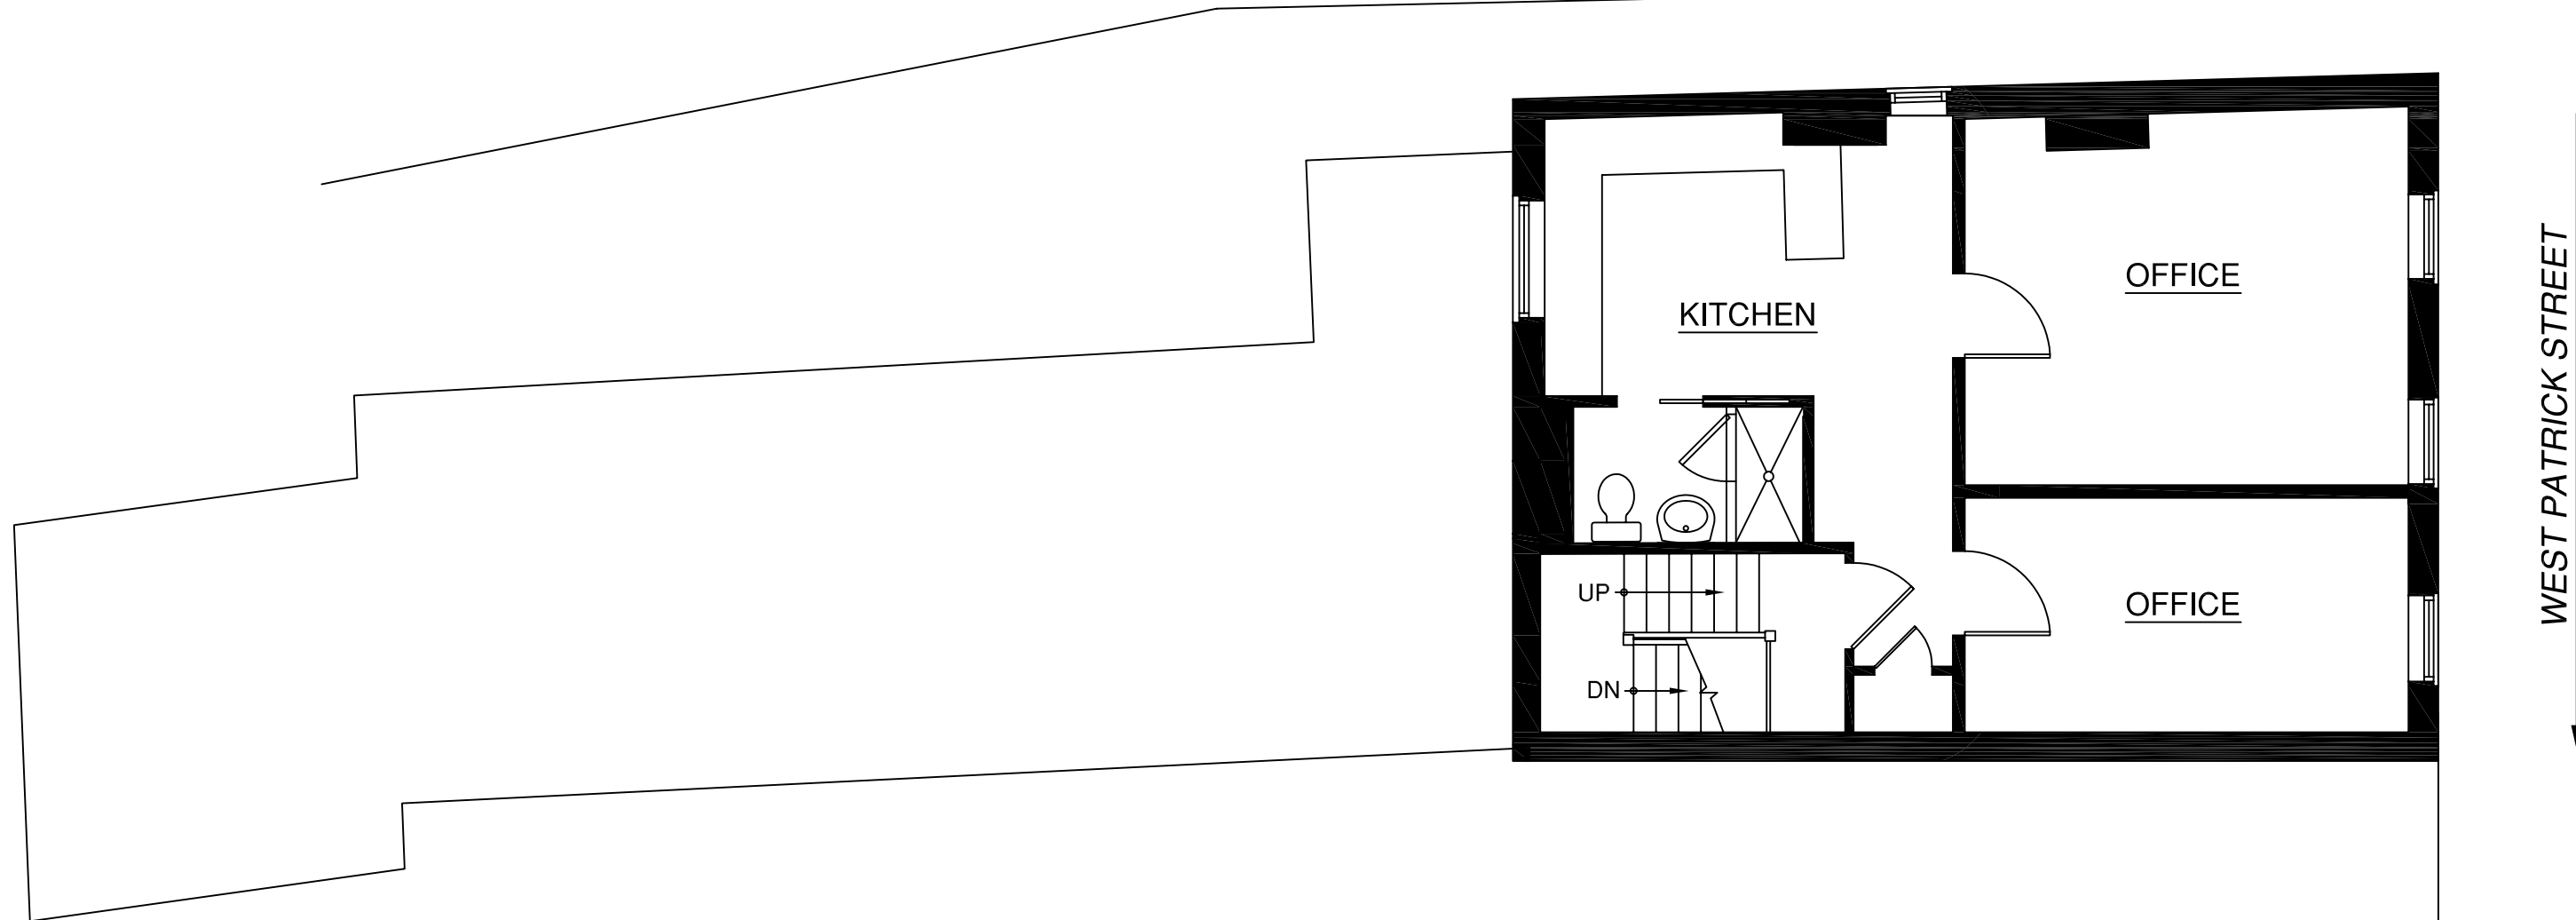 OFFICE
KITCHEN
UP
OFFICE
DN
WEST PATRICK STREET